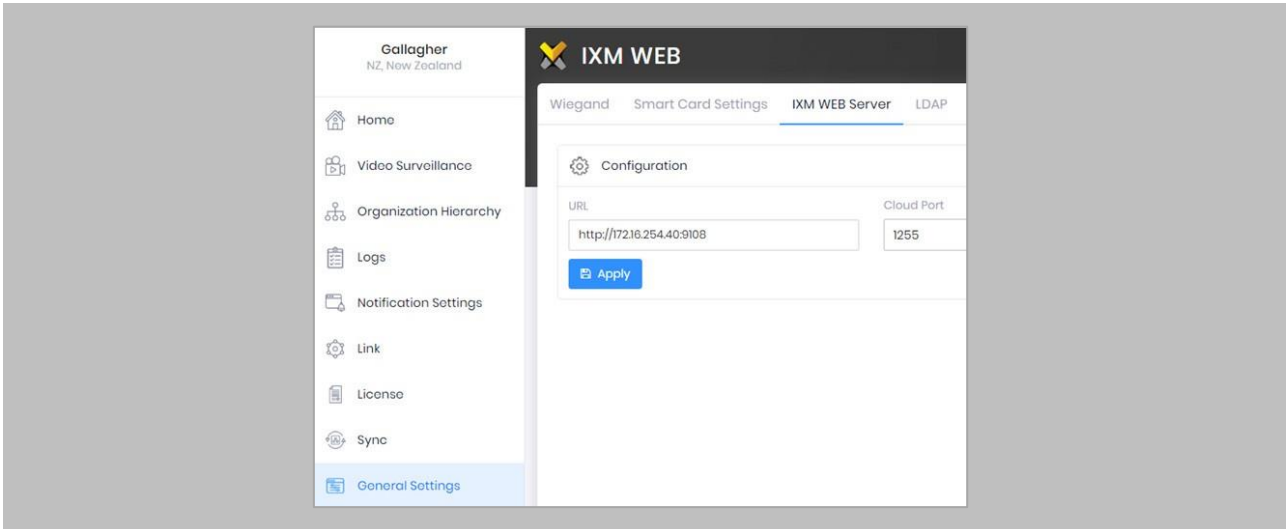 Gallagher
NZ, New Zealand
Home
Video Surveillance
Organization Hierarchy
Logs
Notification Settings
Link
License
Sync
General Settings
IXM WEB
Wiegand Smart Card Settings IXM WEB Server LDAP
Configuration
URL Cloud Port
http://172.16.254.40:9108 1255
Apply